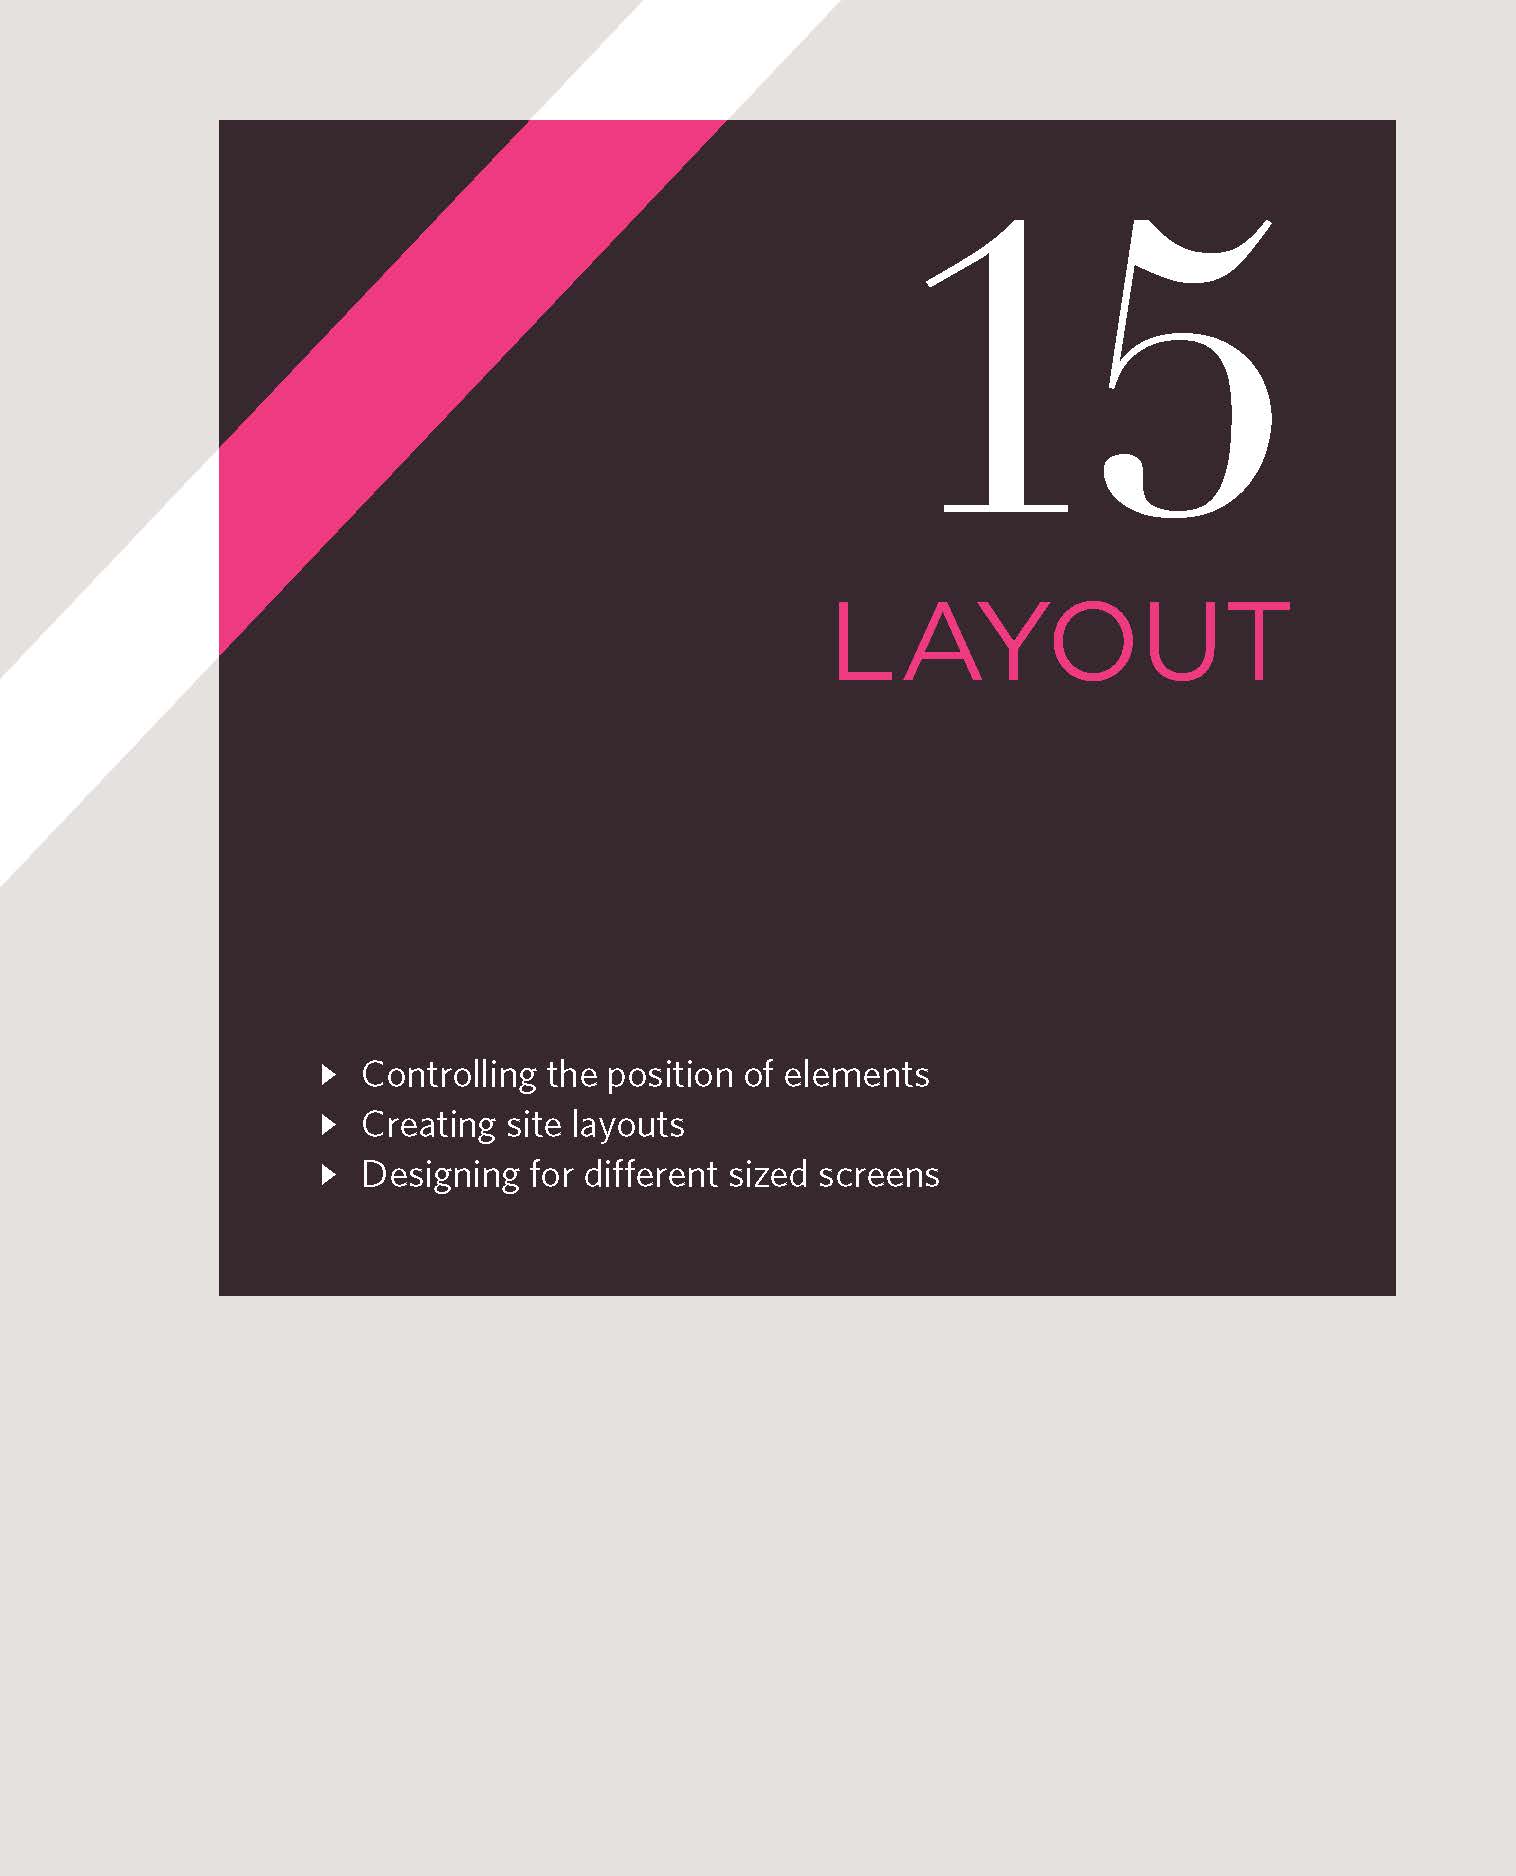 15
LAYOUT
Controlling the position of elements
Creating site layouts
Designing for different sized screens